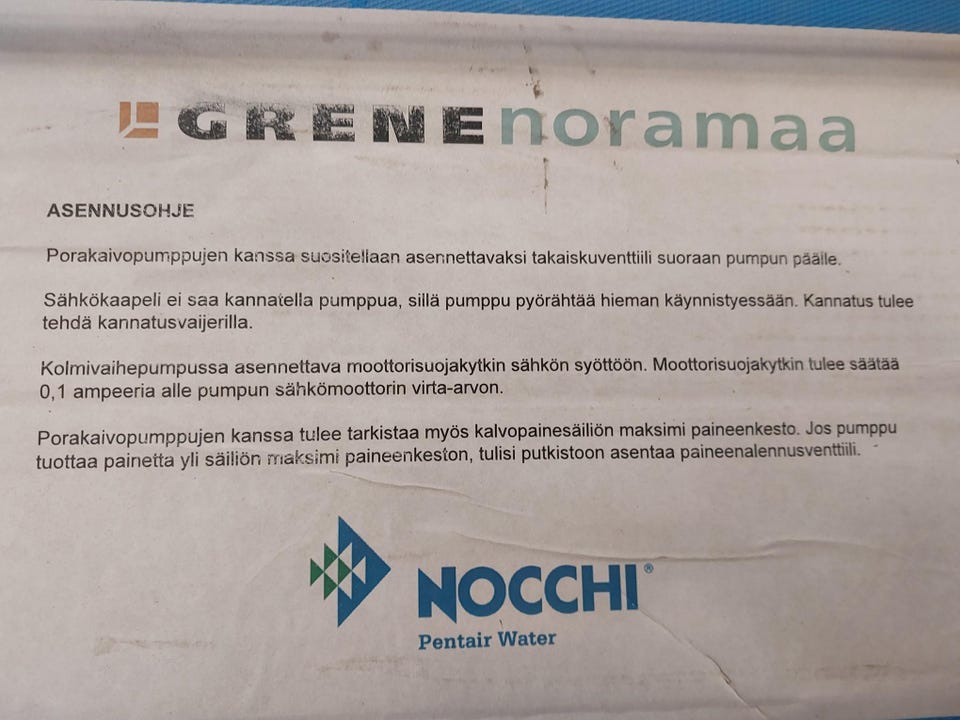 GRENE noramaa
ASENNUSOHJE
Porakaivopumppujen kanssa suositellaan asennettavaksi takaiskuventtiili suoraan pumpun päälle.
Sähkökaapeli ei saa kannatella pumppua, sillä pumppu pyörähtää hieman käynnistyessään. Kannatus tulee
tehdä kannatusvaijerilla.
Kolmivaihepumpussa asennettava moottorisuojakytkin sähkön syöttöön. Moottorisuojakytkin tulee säätää
0,1 ampeeria alle pumpun sähkömoottorin virta-arvon.
Porakaivopumppujen kanssa tulee tarkistaa myös kalvopainesäiliön maksimi paineenkesto. Jos pumppu
tuottaa painetta yli säiliön maksimi paineenkeston, tulisi putkistoon asentaa paineenalennusventtiili.
NOCCHI®
Pentair Water